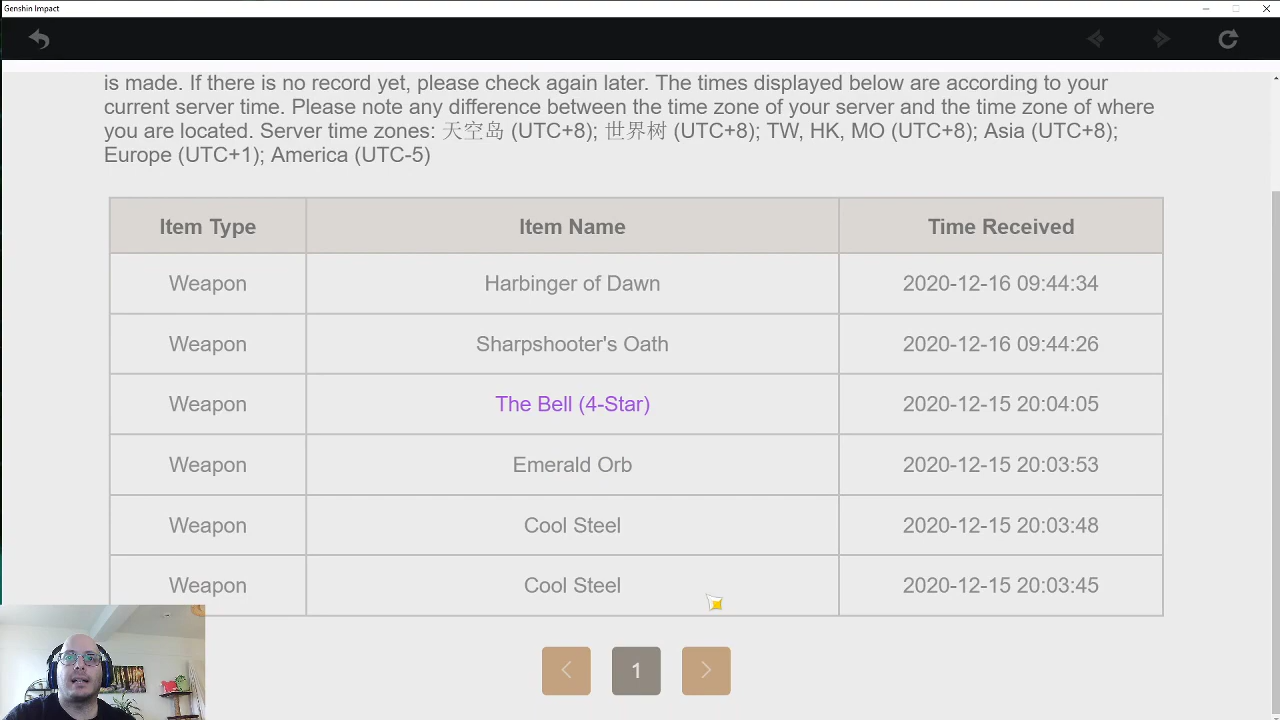 Genshin Impact
is made. If there is no record yet, please check again later. The times displayed below are according to your
current server time. Please note any difference between the time zone of your server and the time zone of where
you are located. Server time zones: 天空岛 (UTC+8); 世界树 (UTC+8); TW, HK, MO (UTC+8); Asia (UTC+8);
Europe (UTC+1); America (UTC-5)
Item Type Item Name Time Received
Weapon Harbinger of Dawn 2020-12-16 09:44:34
Weapon Sharpshooter's Oath 2020-12-16 09:44:26
Weapon The Bell (4-Star) 2020-12-15 20:04:05
Weapon Emerald Orb 2020-12-15 20:03:53
Weapon Cool Steel 2020-12-15 20:03:48
Weapon Cool Steel 2020-12-15 20:03:45
1